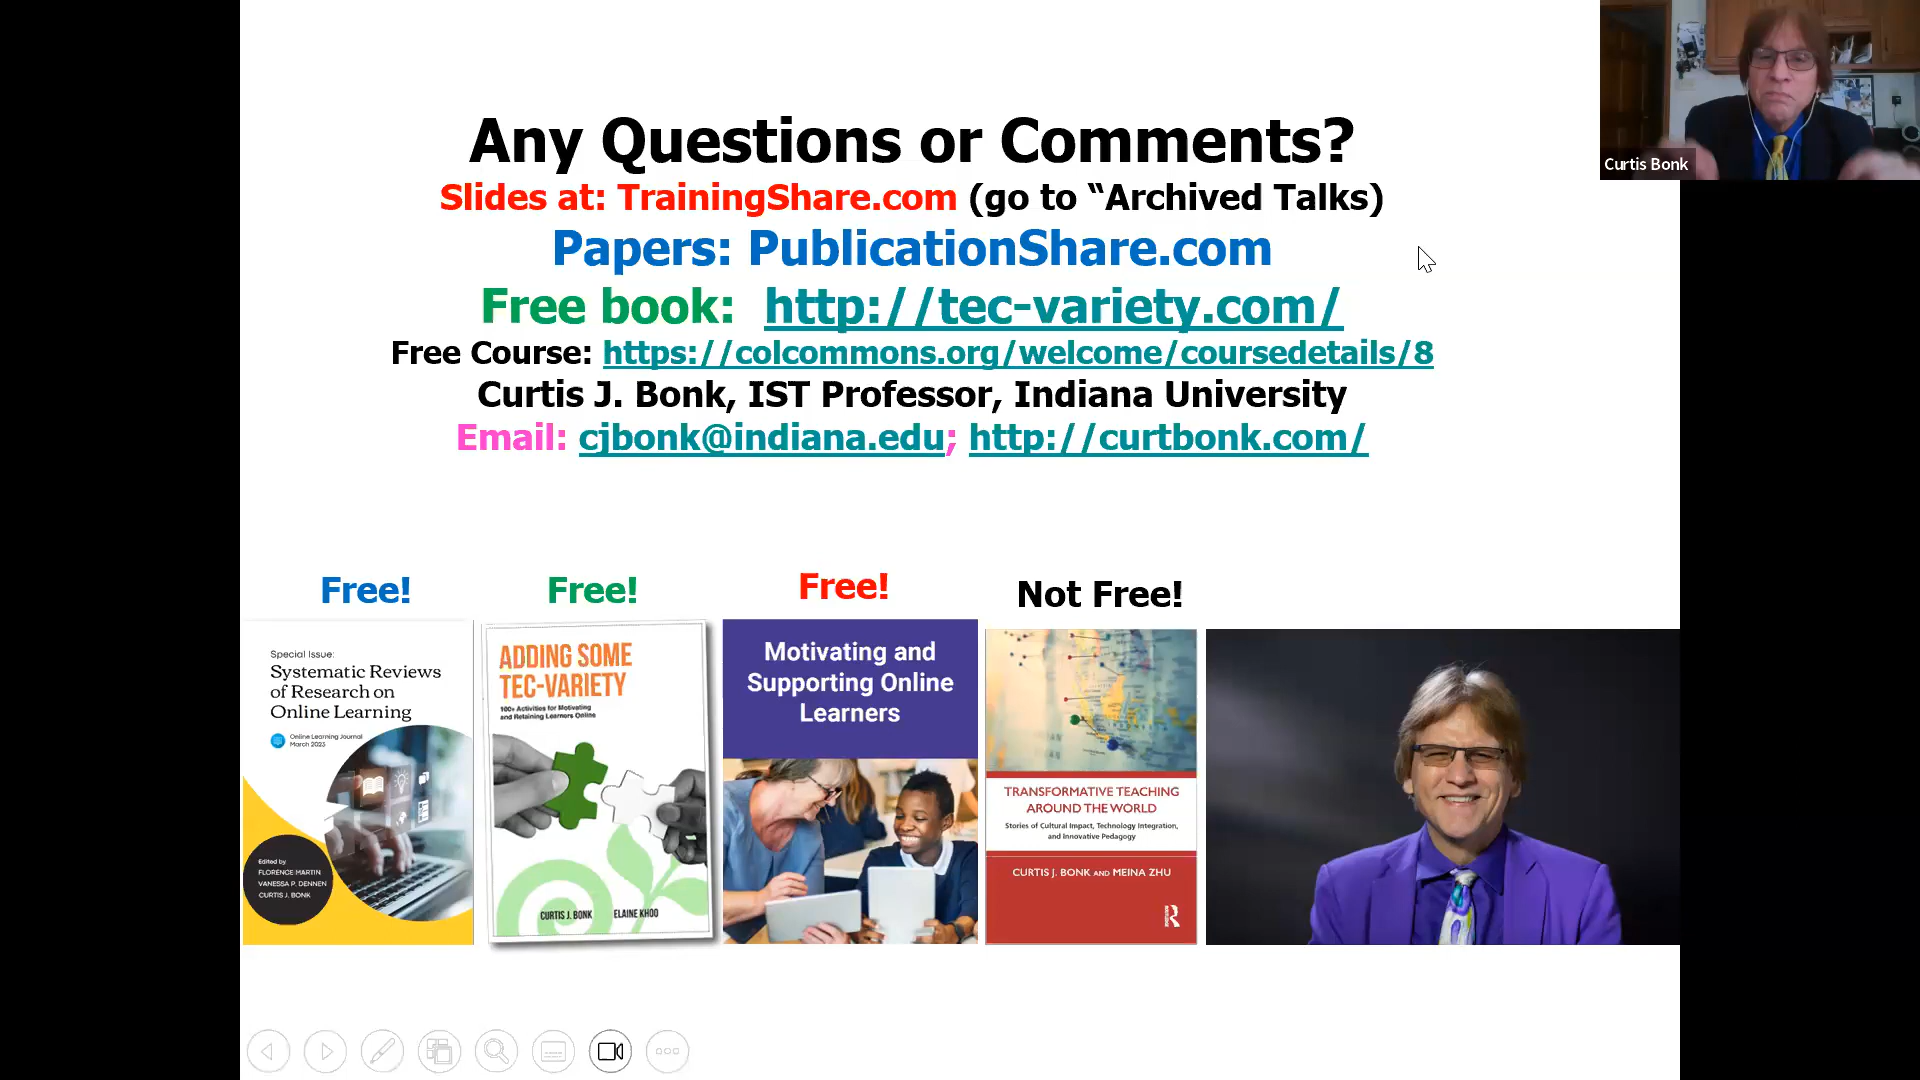 Any Questions or Comments?
Slides at: TrainingShare.com (go to “Archived Talks)
Papers: PublicationShare.com
Free book: http://tec-variety.com/
Free Course: https://colcommons.org/welcome/coursedetails/8
Curtis J. Bonk, IST Professor, Indiana University
Email: cjbonk@indiana.edu; http://curtbonk.com/
Curtis Bonk
Free!
Free!
Free!
Not Free!
Special Issue:
Systematic Reviews
of Research on
Online Learning
Online Learning Journal
March 2023
Edited by
FLORENCE MARTIN
VANESSA P. DENNEN
CURTIS J. BONK
ADDING SOME
TEC-VARIETY
100+ Activities for Motivating
and Retaining Learners Online
CURTIS J. BONK ELAINE KHOO
Motivating and
Supporting Online
Learners
TRANSFORMATIVE TEACHING
AROUND THE WORLD
Stories of Cultural Impact, Technology Integration,
and Innovative Pedagogy
CURTIS J. BONK AND MEINA ZHU